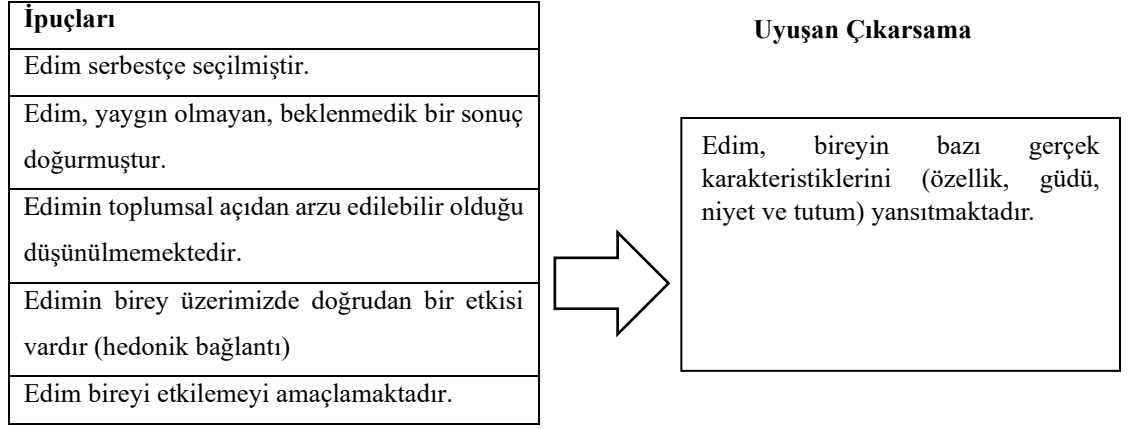 İpuçları
Edim serbestçe seçilmiştir.
Edim, yaygın olmayan, beklenmedik bir sonuç
doğurmuştur.
Edimin toplumsal açıdan arzu edilebilir olduğu
düşünülmemektedir.
Edimin birey üzerimizde doğrudan bir etkisi
vardır (hedonik bağlantı)
Edim bireyi etkilemeyi amaçlamaktadır.
Uyuşan Çıkarsama
Edim, bireyin bazı gerçek
karakteristiklerini (özellik, güdü,
niyet ve tutum) yansıtmaktadır.